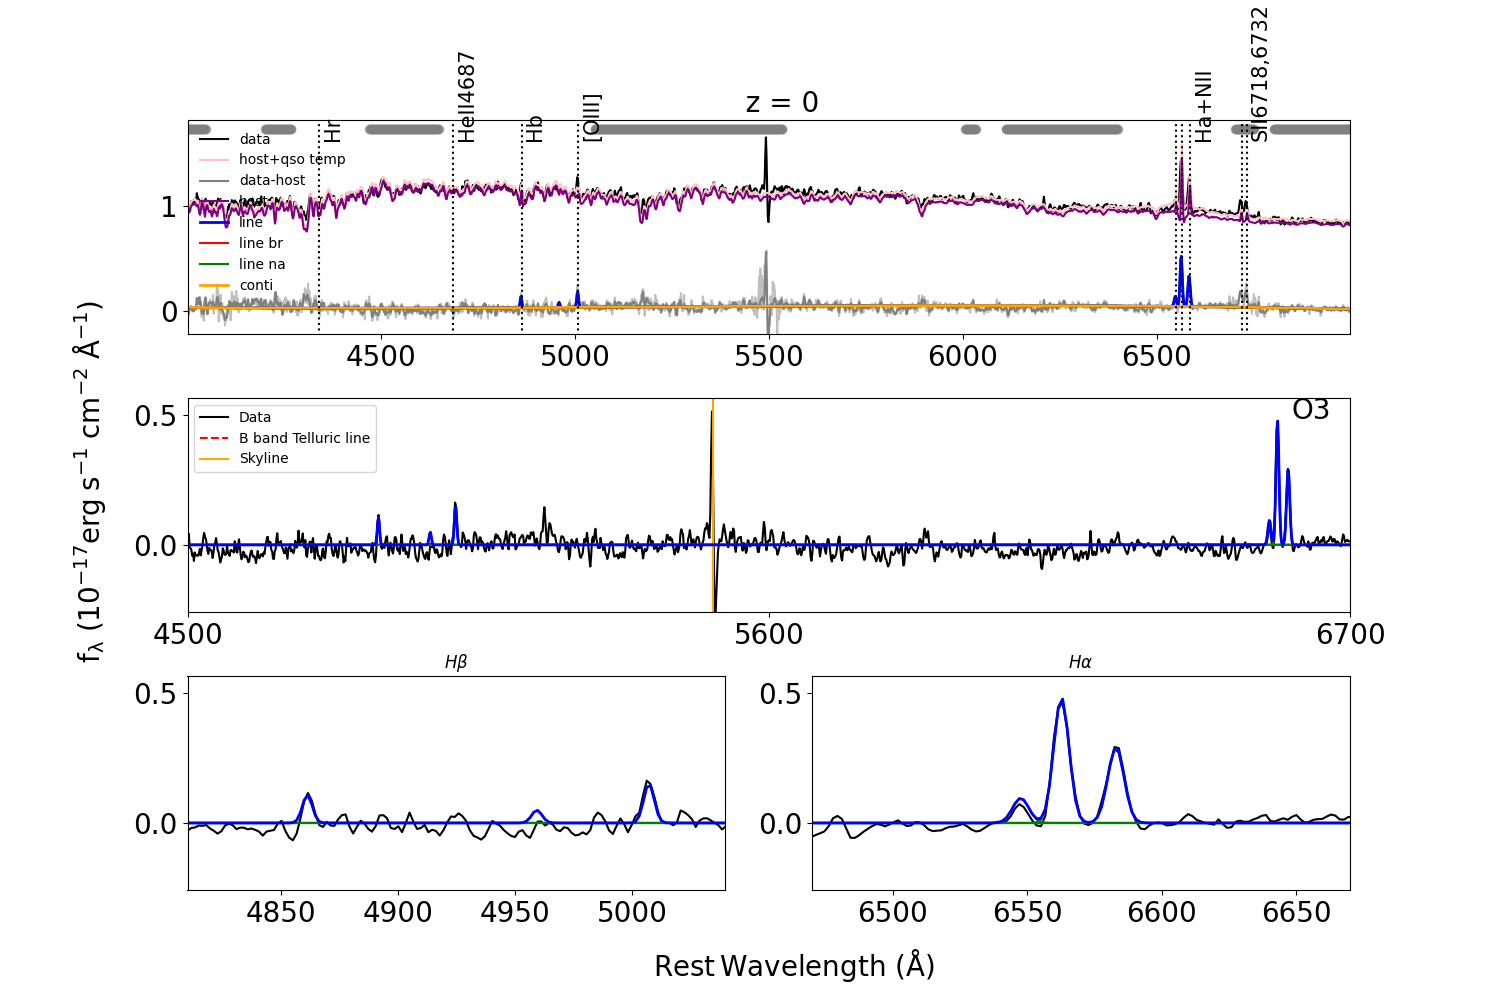 z = 0
Hr
HeII4687
Hb
[OIII]
Ha+NII
SII6718,6732
data
host+qso temp
data-host
host
line
line br
line na
conti
1
0
4500 5000 5500 6000 6500
O3
Data
B band Telluric line
Skyline
0.5
0.0
4500 5600 6700
fλ (10⁻¹⁷erg s⁻¹ cm⁻² Å⁻¹)
Hβ
0.5
0.0
4850 4900 4950 5000
Hα
0.5
0.0
6500 6550 6600 6650
Rest Wavelength (Å)